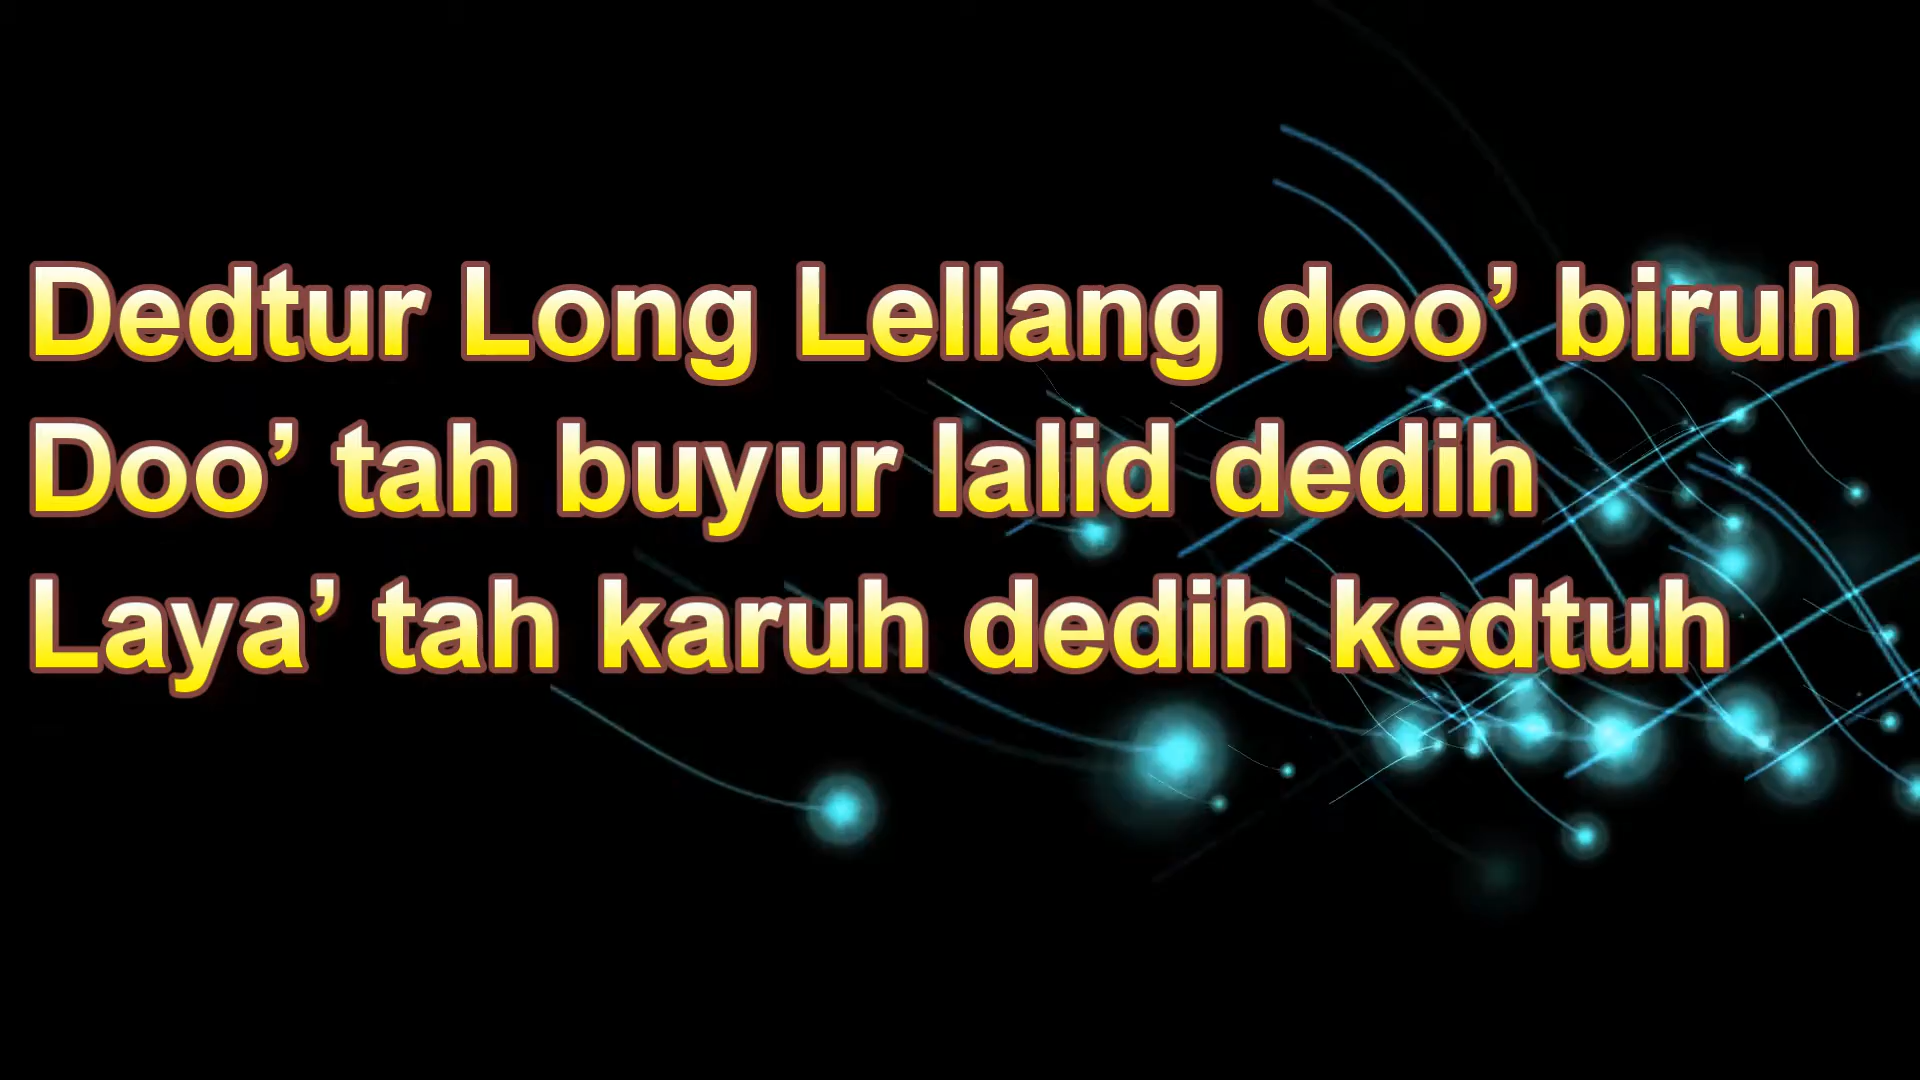 Dedtur Long Lellang doo’ biruh
Doo’ tah buyur lalid dedih
Laya’ tah karuh dedih kedtuh